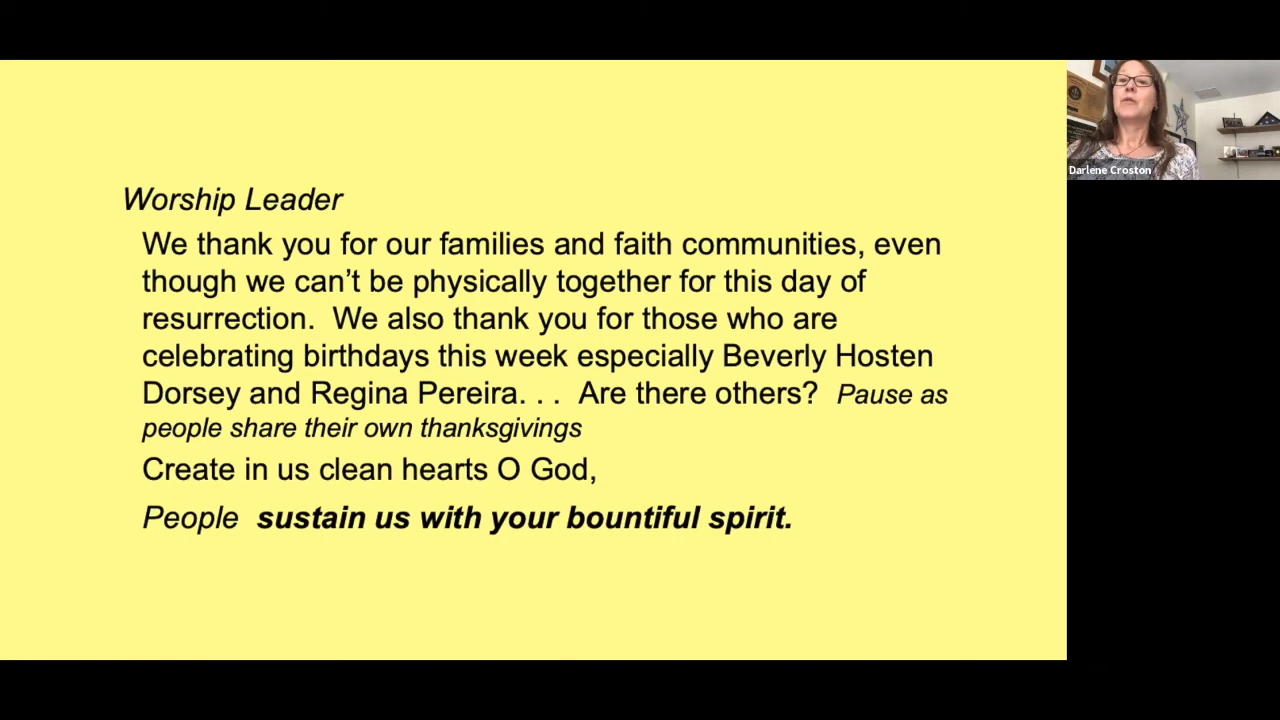 Worship Leader
We thank you for our families and faith communities, even
though we can’t be physically together for this day of
resurrection.  We also thank you for those who are
celebrating birthdays this week especially Beverly Hosten
Dorsey and Regina Pereira. . .  Are there others?  Pause as
people share their own thanksgivings
Create in us clean hearts O God,
People  sustain us with your bountiful spirit.
Darlene Croston